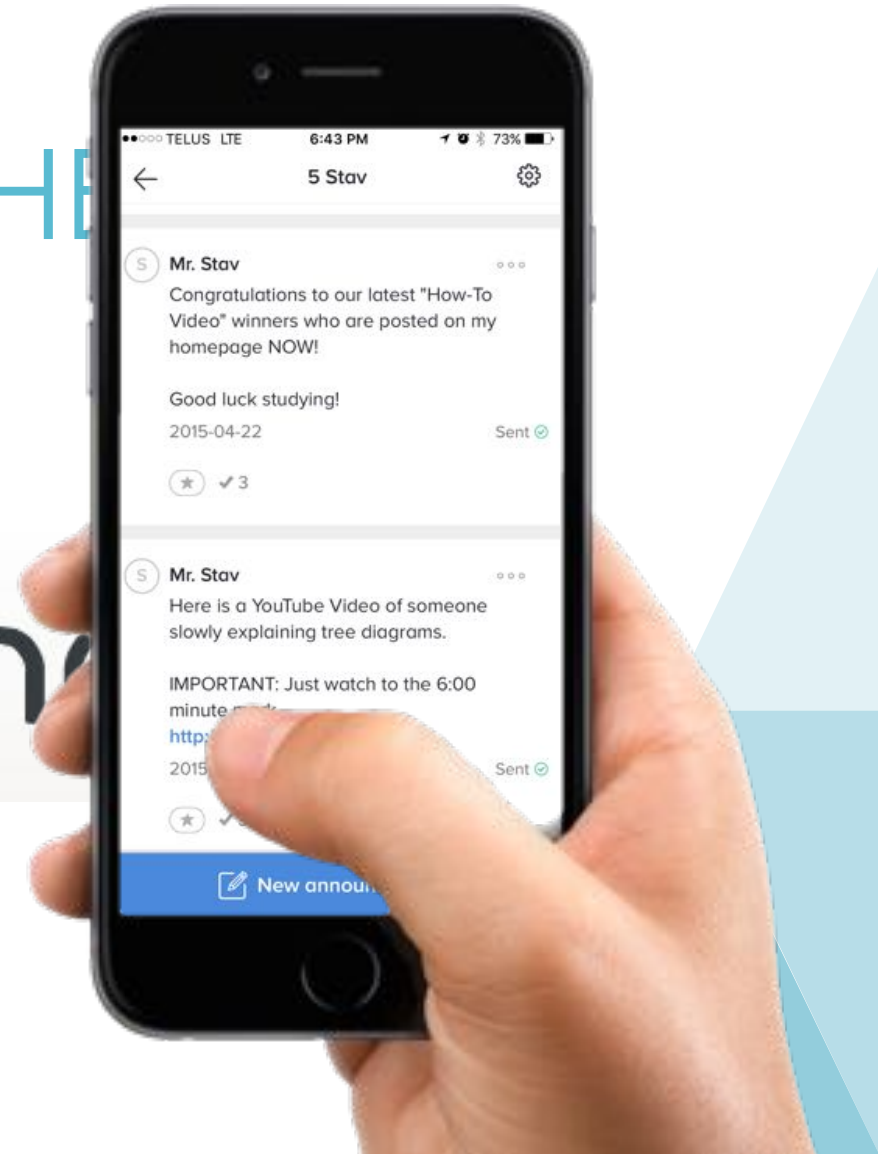 TELUS LTE 6:43 PM 73%
5 Stav
S Mr. Stav
Congratulations to our latest "How-To
Video" winners who are posted on my
homepage NOW!
Good luck studying!
2015-04-22 Sent
3
S Mr. Stav
Here is a YouTube Video of someone
slowly explaining tree diagrams.
IMPORTANT: Just watch to the 6:00
minute
http:
2015 Sent
New